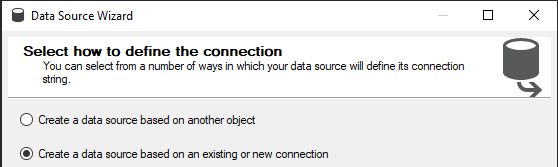 Data Source Wizard
Select how to define the connection
You can select from a number of ways in which your data source will define its connection
string.
Create a data source based on another object
Create a data source based on an existing or new connection